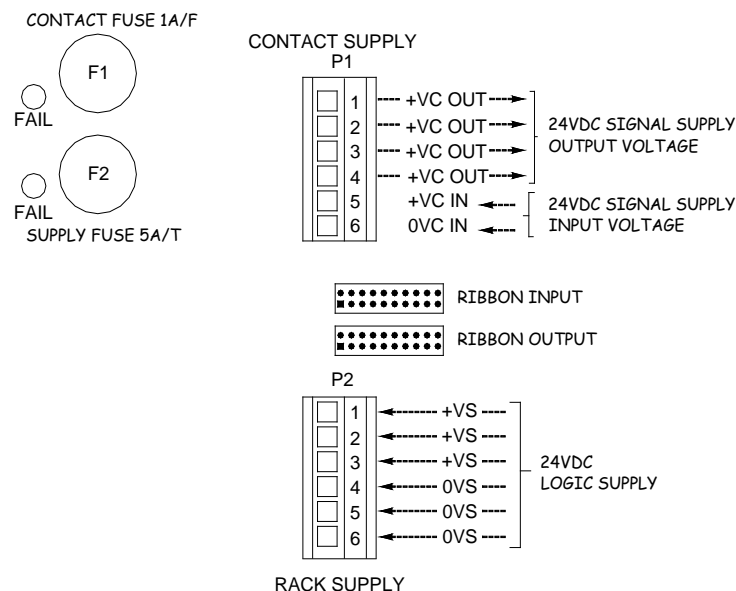 CONTACT FUSE 1A/F
F1
FAIL
F2
FAIL
SUPPLY FUSE 5A/T
CONTACT SUPPLY
P1
1 +VC OUT
2 +VC OUT
3 +VC OUT
4 +VC OUT
24VDC SIGNAL SUPPLY
OUTPUT VOLTAGE
5 +VC IN
6 0VC IN
24VDC SIGNAL SUPPLY
INPUT VOLTAGE
RIBBON INPUT
RIBBON OUTPUT
P2
1 +VS
2 +VS
3 +VS
4 0VS
5 0VS
6 0VS
24VDC
LOGIC SUPPLY
RACK SUPPLY